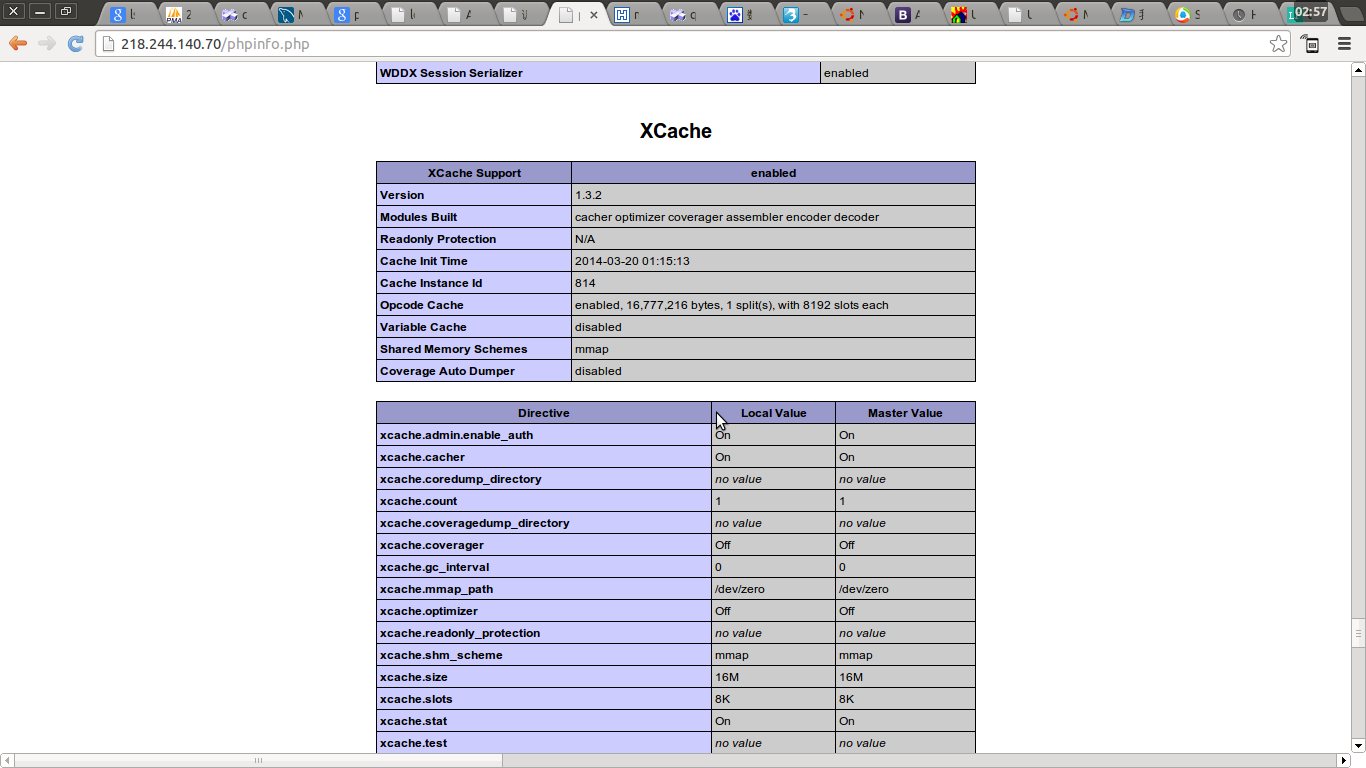 02:57
218.244.140.70/phpinfo.php
WDDX Session Serializer enabled
XCache
XCache Support enabled
Version 1.3.2
Modules Built cacher optimizer coverager assembler encoder decoder
Readonly Protection N/A
Cache Init Time 2014-03-20 01:15:13
Cache Instance Id 814
Opcode Cache enabled, 16,777,216 bytes, 1 split(s), with 8192 slots each
Variable Cache disabled
Shared Memory Schemes mmap
Coverage Auto Dumper disabled
Directive Local Value Master Value
xcache.admin.enable_auth On On
xcache.cacher On On
xcache.coredump_directory no value no value
xcache.count 1 1
xcache.coveragedump_directory no value no value
xcache.coverager Off Off
xcache.gc_interval 0 0
xcache.mmap_path /dev/zero /dev/zero
xcache.optimizer Off Off
xcache.readonly_protection no value no value
xcache.shm_scheme mmap mmap
xcache.size 16M 16M
xcache.slots 8K 8K
xcache.stat On On
xcache.test no value no value